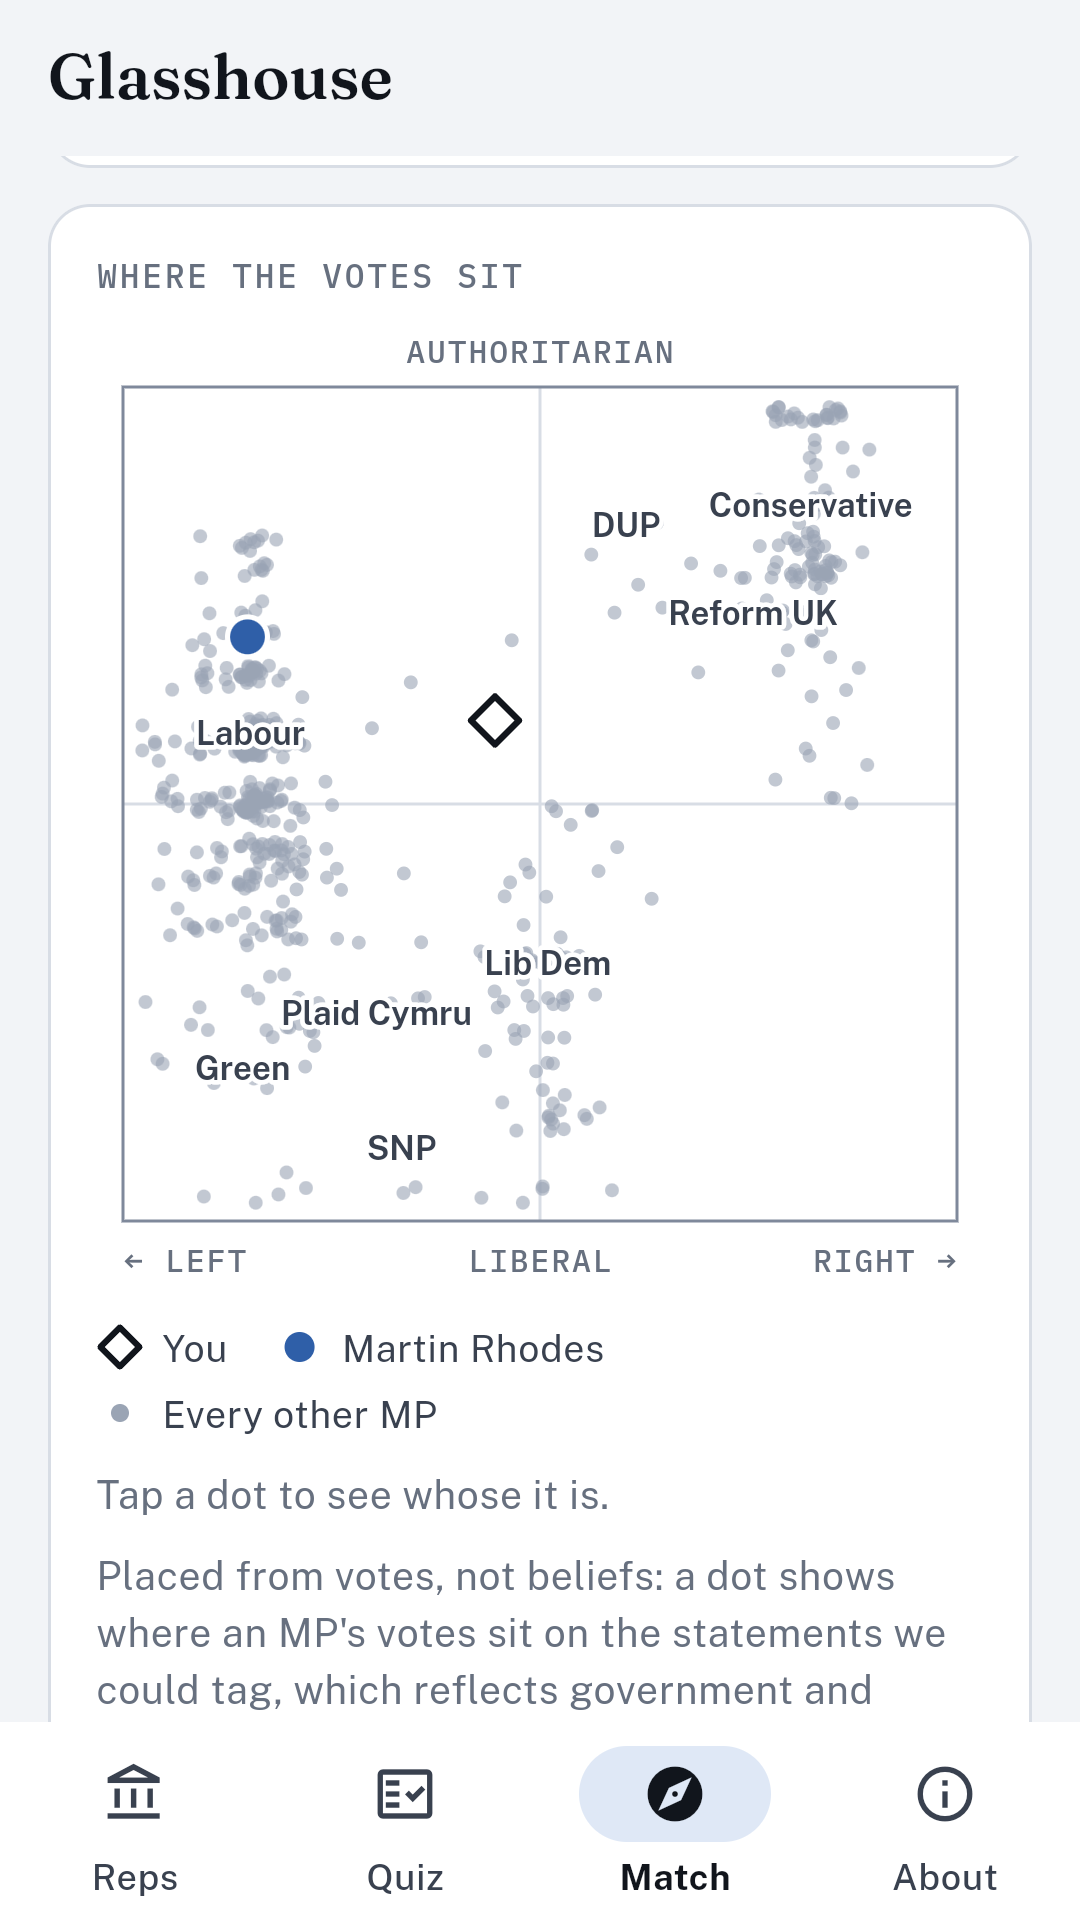 Glasshouse
WHERE THE VOTES SIT
AUTHORITARIAN
Conservative
DUP
Reform UK
Labour
Lib Dem
Plaid Cymru
Green
SNP
← LEFT LIBERAL RIGHT →
You Martin Rhodes
Every other MP
Tap a dot to see whose it is.
Placed from votes, not beliefs: a dot shows
where an MP's votes sit on the statements we
could tag, which reflects government and
Reps Quiz Match About